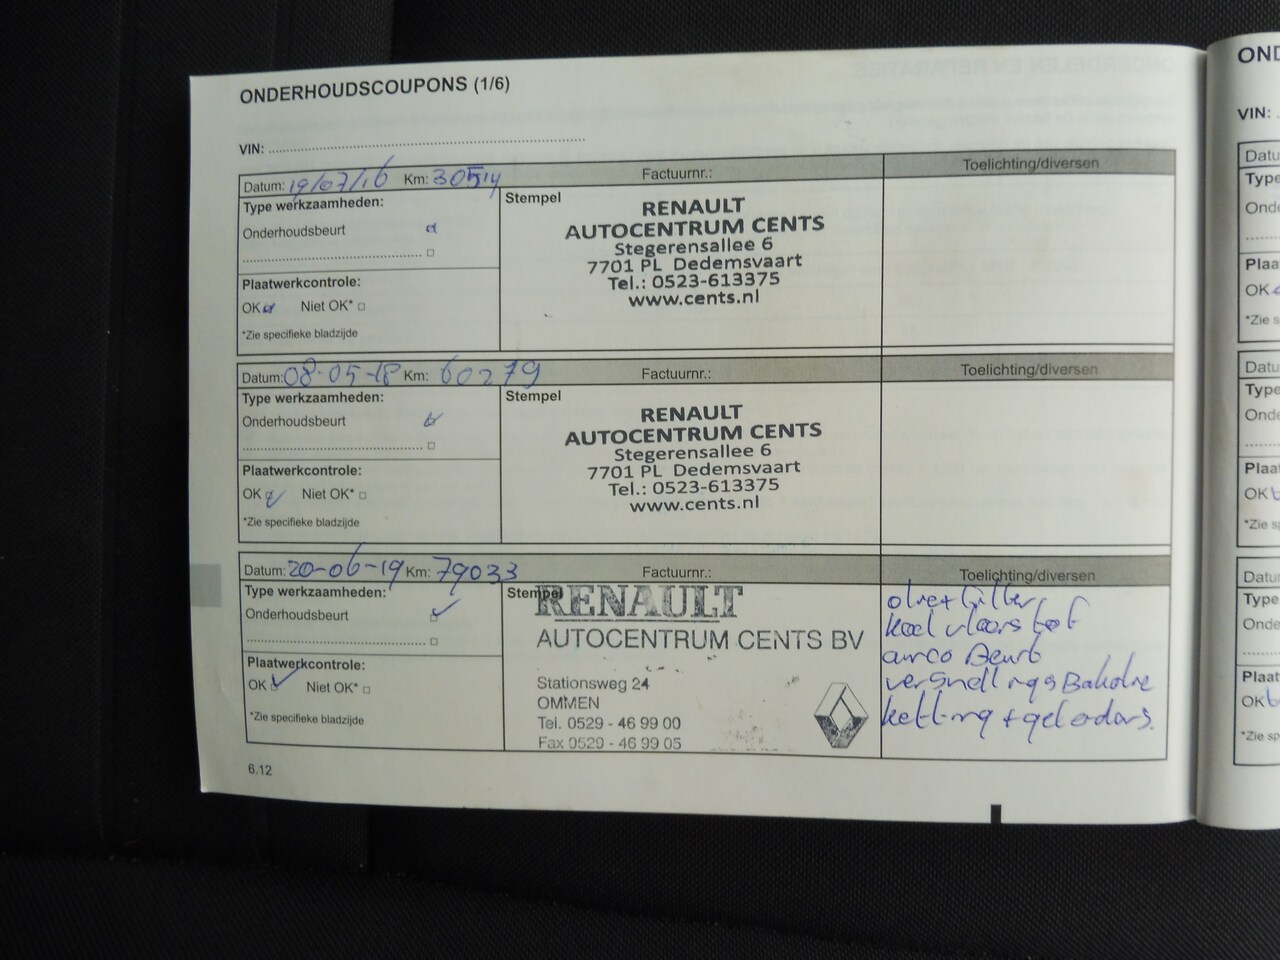 ONDERHOUDSCOUPONS (1/6)
VIN:
Datum: 19/07/16 Km: 30514 Factuurnr.: Toelichting/diversen
Type werkzaamheden:
Onderhoudsbeurt
Plaatwerkcontrole:
OK Niet OK*
*Zie specifieke bladzijde
Stempel
RENAULT
AUTOCENTRUM CENTS
Stegerensallee 6
7701 PL Dedemsvaart
Tel.: 0523-613375
www.cents.nl
Datum: 08-05-18 Km: 60279 Factuurnr.: Toelichting/diversen
Type werkzaamheden:
Onderhoudsbeurt
Plaatwerkcontrole:
OK Niet OK*
*Zie specifieke bladzijde
Stempel
RENAULT
AUTOCENTRUM CENTS
Stegerensallee 6
7701 PL Dedemsvaart
Tel.: 0523-613375
www.cents.nl
Datum: 20-06-19 Km: 79033 Factuurnr.: Toelichting/diversen
Type werkzaamheden:
Onderhoudsbeurt
Plaatwerkcontrole:
OK Niet OK*
*Zie specifieke bladzijde
Stempel
RENAULT
AUTOCENTRUM CENTS BV
Stationsweg 24
OMMEN
Tel. 0529 - 46 99 00
Fax 0529 - 46 99 05
olie+filter
koelvloeistof
airco Beurt
versnellingsBakolie
ketting + geleiders.
6.12
VIN: